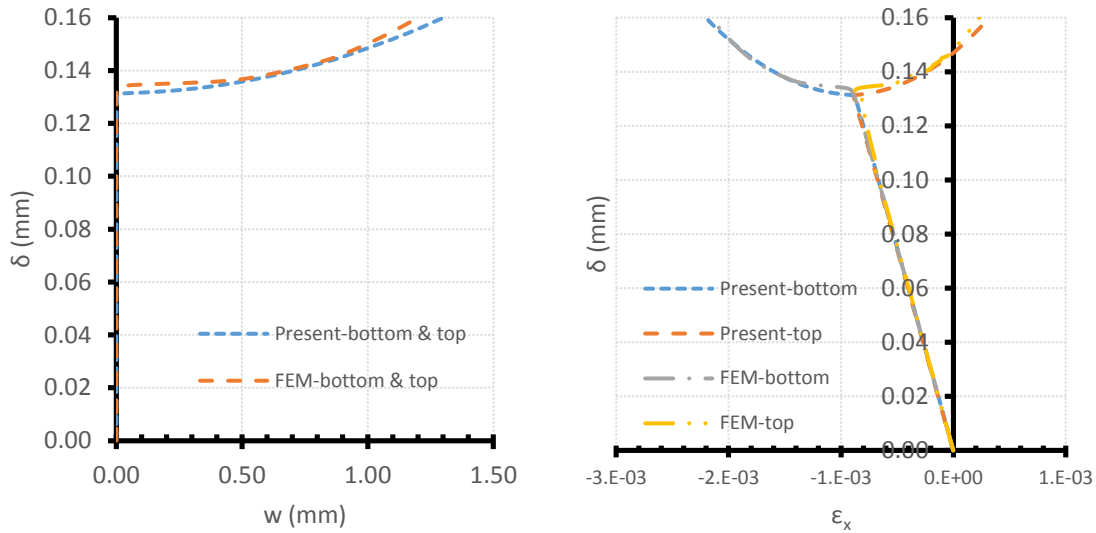 0.16
0.14
0.12
0.10
0.08
0.06
0.04
0.02
0.00
δ (mm)
Present-bottom & top
FEM-bottom & top
0.00 0.50 1.00 1.50
w (mm)
0.16
0.14
0.12
0.10
0.08
0.06
0.04
0.02
0.00
δ (mm)
Present-bottom
Present-top
FEM-bottom
FEM-top
-3.E-03 -2.E-03 -1.E-03 0.E+00 1.E-03
εx